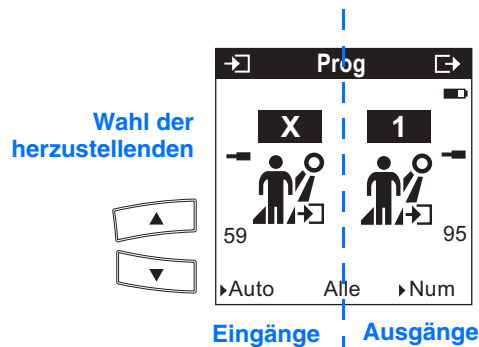 Prog
Wahl der
herzustellenden
X 1
59 95
Auto Alle Num
Eingänge Ausgänge